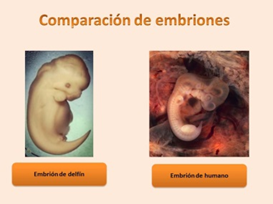 Comparación de embriones
Embrión de delfín
Embrión de humano